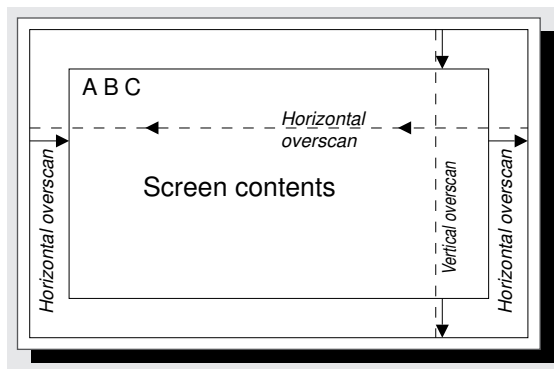 A B C
Horizontal
overscan
Screen contents
Horizontal overscan
Vertical overscan
Horizontal overscan